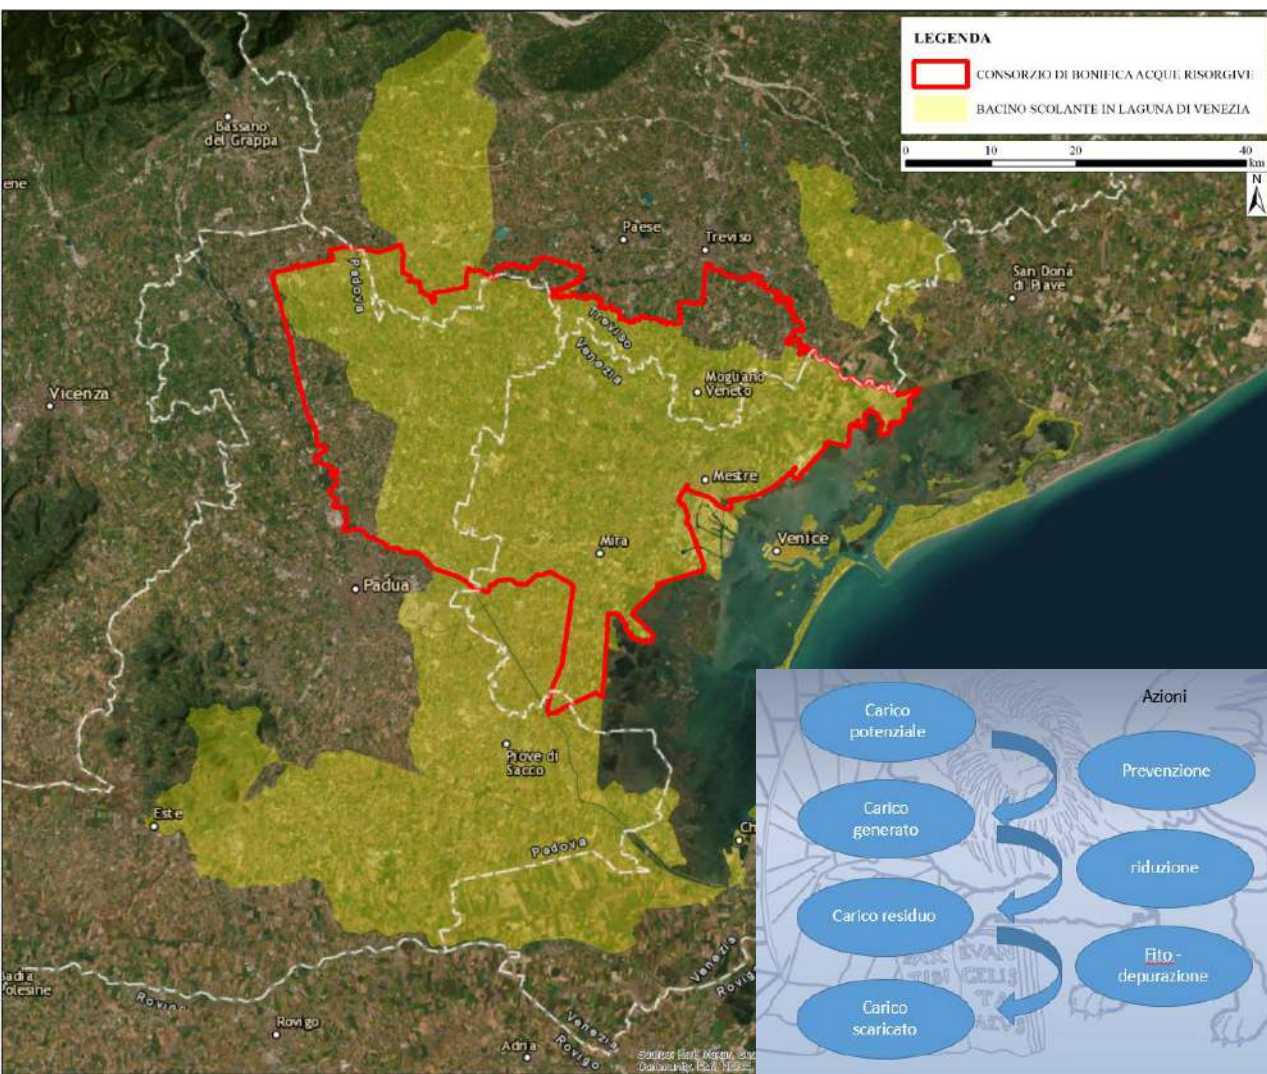 LEGENDA
CONSORZIO DI BONIFICA ACQUE RISORGIVE
BACINO SCOLANTE IN LAGUNA DI VENEZIA
0 10 20 40
km
N
Bassano
del Grappa
ene
Paese
Treviso
San Donà
di Piave
Padova
Treviso
Venezia
Mogliano
Veneto
Vicenza
Mestre
Mira
Venice
Padua
Piove di
Sacco
Este
Ch
Padova
Venezia
Rovigo
Rovigo
Venezia
Rovigo
Adria
Azioni
Carico
potenziale
Prevenzione
Carico
generato
riduzione
Carico residuo
Fito -
depurazione
Carico
scaricato